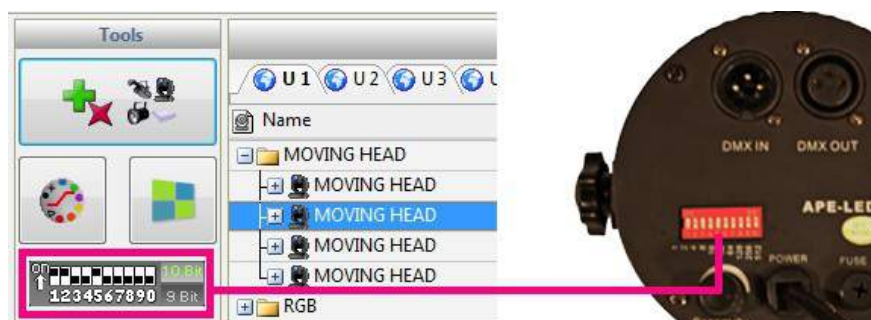 Tools
U 1 U 2 U 3
Name
MOVING HEAD
MOVING HEAD
MOVING HEAD
MOVING HEAD
MOVING HEAD
RGB
on 10 Bit
1234567890 9 Bit
DMX IN DMX OUT
APE-LED
POWER FUSE